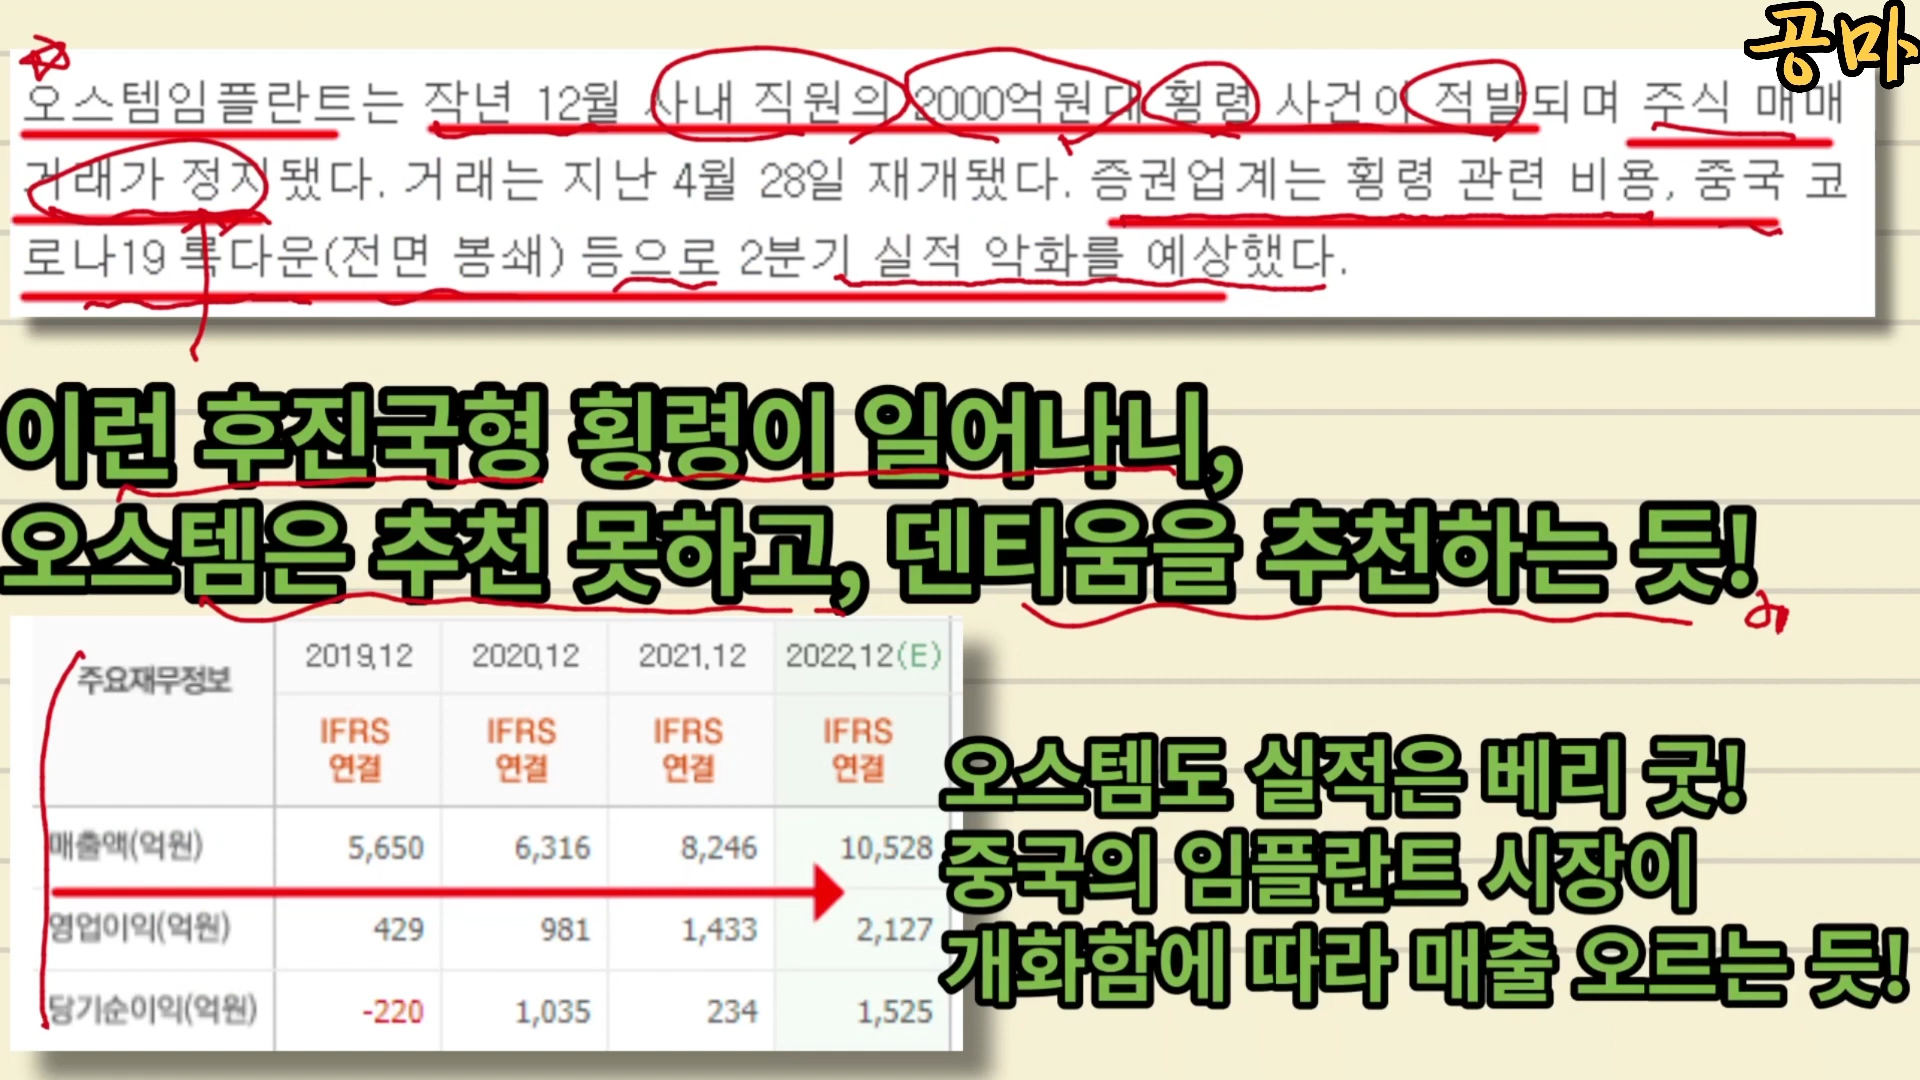 공마
오스템임플란트는 작년 12월 사내 직원의 2000억원대 횡령 사건이 적발되며 주식 매매
거래가 정지됐다. 거래는 지난 4월 28일 재개됐다. 증권업계는 횡령 관련 비용, 중국 코
로나19 록다운(전면 봉쇄) 등으로 2분기 실적 악화를 예상했다.
이런 후진국형 횡령이 일어나니,
오스템은 추천 못하고, 덴티움을 추천하는 듯!
주요재무정보 2019.12 2020.12 2021.12 2022.12(E)
IFRS 연결 IFRS 연결 IFRS 연결 IFRS 연결
매출액(억원) 5,650 6,316 8,246 10,528
영업이익(억원) 429 981 1,433 2,127
당기순이익(억원) -220 1,035 234 1,525
오스템도 실적은 베리 굿!
중국의 임플란트 시장이
개화함에 따라 매출 오르는 듯!